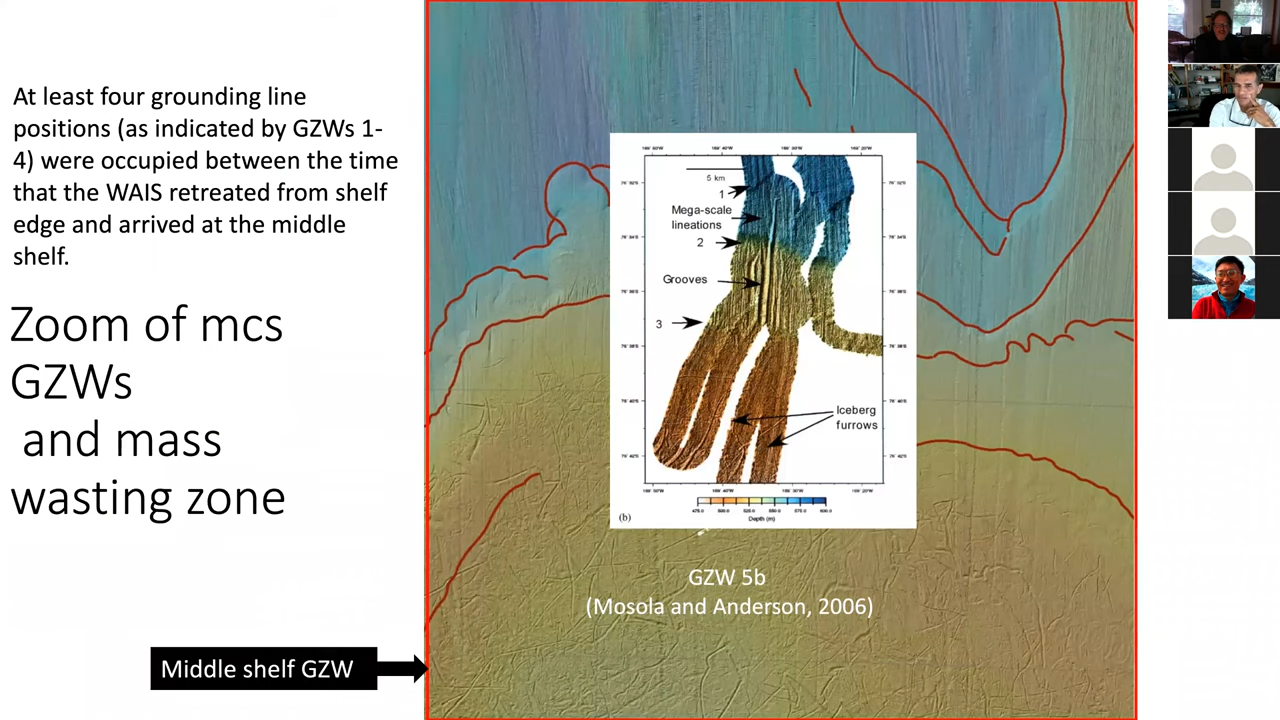 At least four grounding line
positions (as indicated by GZWs 1-
4) were occupied between the time
that the WAIS retreated from shelf
edge and arrived at the middle
shelf.
Zoom of mcs
GZWs
and mass
wasting zone
Middle shelf GZW
5 km
1
Mega-scale
lineations
2
Grooves
3
Iceberg
furrows
Depth (m)
(b)
GZW 5b
(Mosola and Anderson, 2006)